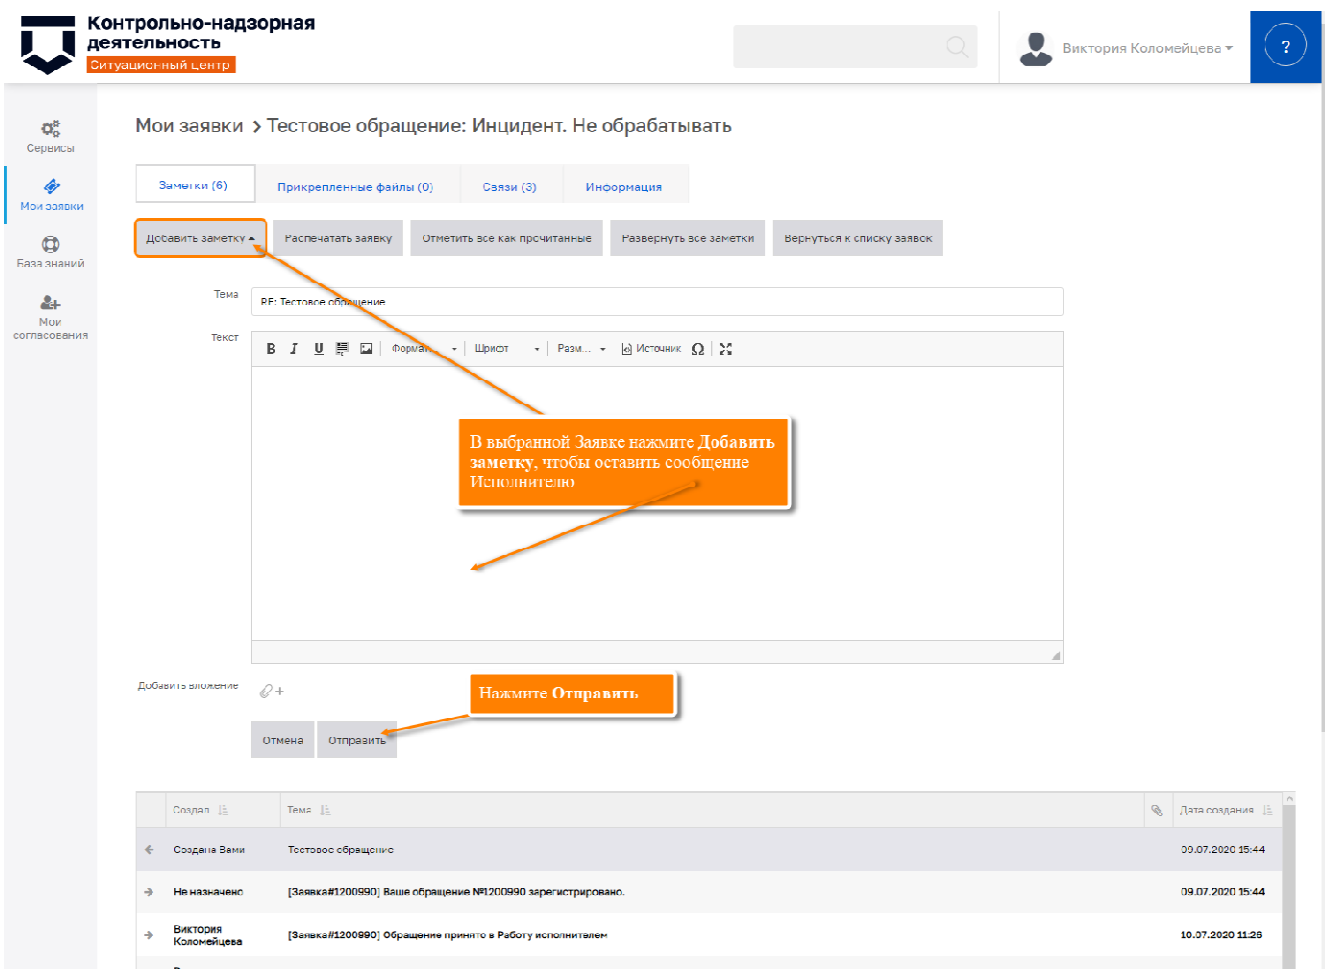 Контрольно-надзорная
деятельность
Ситуационный центр
Виктория Коломейцева
?
Сервисы
Мои заявки
База знаний
Мои
согласования
Мои заявки > Тестовое обращение: Инцидент. Не обрабатывать
Заметки (6)
Прикрепленные файлы (0)
Связи (3)
Информация
Добавить заметку
Распечатать заявку
Отметить все как прочитанные
Развернуть все заметки
Вернуться к списку заявок
Тема
RE: Тестовое обращение
Текст
B I U
Формат...
Шрифт
Разм...
Источник
Ω
В выбранной Заявке нажмите Добавить
заметку, чтобы оставить сообщение
Исполнителю
Добавить вложение
Нажмите Отправить
Отмена
Отправить
Создал
Тема
Дата создания
Создана Вами
Тестовое обращение
09.07.2020 15:44
Не назначено
[Заявка#1200990] Ваше обращение №1200990 зарегистрировано.
09.07.2020 15:44
Виктория
Коломейцева
[Заявка#1200990] Обращение принято в Работу исполнителем
10.07.2020 11:26